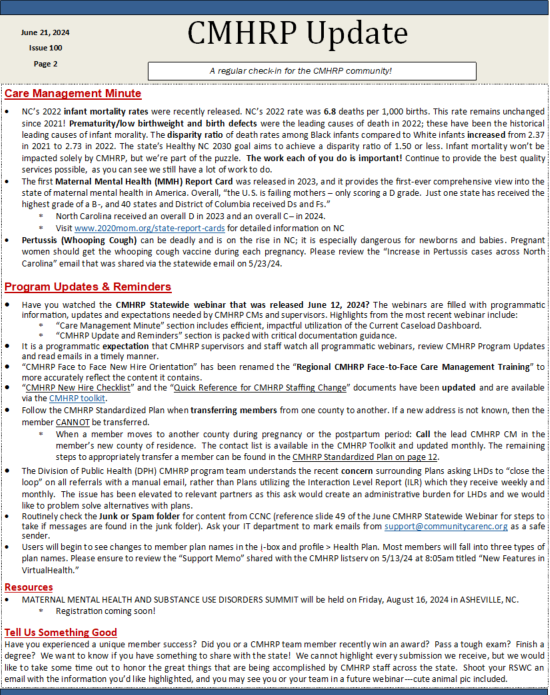 June 21, 2024
Issue 100
Page 2
CMHRP Update
A regular check-in for the CMHRP community!
Care Management Minute
• NC's 2022 infant mortality rates were recently released. NC's 2022 rate was 6.8 deaths per 1,000 births. This rate remains unchanged
since 2021! Prematurity/low birthweight and birth defects were the leading causes of death in 2022; these have been the historical
leading causes of infant morality. The disparity ratio of death rates among Black infants compared to White infants increased from 2.37
in 2021 to 2.73 in 2022. The state's Healthy NC 2030 goal aims to achieve a disparity ratio of 1.50 or less. Infant mortality won't be
impacted solely by CMHRP, but we're part of the puzzle. The work each of you do is important! Continue to provide the best quality
services possible, as you can see we still have a lot of work to do.
• The first Maternal Mental Health (MMH) Report Card was released in 2023, and it provides the first-ever comprehensive view into the
state of maternal mental health in America. Overall, "the U.S. is failing mothers – only scoring a D grade. Just one state has received the
highest grade of a B-, and 40 states and District of Columbia received Ds and Fs."
* North Carolina received an overall D in 2023 and an overall C– in 2024.
* Visit www.2020mom.org/state-report-cards for detailed information on NC
• Pertussis (Whooping Cough) can be deadly and is on the rise in NC; it is especially dangerous for newborns and babies. Pregnant
women should get the whooping cough vaccine during each pregnancy. Please review the "Increase in Pertussis cases across North
Carolina" email that was shared via the statewide email on 5/23/24.
Program Updates & Reminders
• Have you watched the CMHRP Statewide webinar that was released June 12, 2024? The webinars are filled with programmatic
information, updates and expectations needed by CMHRP CMs and supervisors. Highlights from the most recent webinar include:
* "Care Management Minute" section includes efficient, impactful utilization of the Current Caseload Dashboard.
* "CMHRP Update and Reminders" section is packed with critical documentation guidance.
• It is a programmatic expectation that CMHRP supervisors and staff watch all programmatic webinars, review CMHRP Program Updates
and read emails in a timely manner.
• "CMHRP Face to Face New Hire Orientation" has been renamed the "Regional CMHRP Face-to-Face Care Management Training" to
more accurately reflect the content it contains.
• "CMHRP New Hire Checklist" and the "Quick Reference for CMHRP Staffing Change" documents have been updated and are available
via the CMHRP toolkit.
• Follow the CMHRP Standardized Plan when transferring members from one county to another. If a new address is not known, then the
member CANNOT be transferred.
* When a member moves to another county during pregnancy or the postpartum period: Call the lead CMHRP CM in the
member's new county of residence. The contact list is available in the CMHRP Toolkit and updated monthly. The remaining
steps to appropriately transfer a member can be found in the CMHRP Standardized Plan on page 12.
• The Division of Public Health (DPH) CMHRP program team understands the recent concern surrounding Plans asking LHDs to "close the
loop" on all referrals with a manual email, rather than Plans utilizing the Interaction Level Report (ILR) which they receive weekly and
monthly. The issue has been elevated to relevant partners as this ask would create an administrative burden for LHDs and we would
like to problem solve alternatives with plans.
• Routinely check the Junk or Spam folder for content from CCNC (reference slide 49 of the June CMHRP Statewide Webinar for steps to
take if messages are found in the junk folder). Ask your IT department to mark emails from support@communitycarenc.org as a safe
sender.
• Users will begin to see changes to member plan names in the i-box and profile > Health Plan. Most members will fall into three types of
plan names. Please ensure to review the "Support Memo" shared with the CMHRP listserv on 5/13/24 at 8:05am titled "New Features in
VirtualHealth."
Resources
• MATERNAL MENTAL HEALTH AND SUBSTANCE USE DISORDERS SUMMIT will be held on Friday, August 16, 2024 in ASHEVILLE, NC.
* Registration coming soon!
Tell Us Something Good
Have you experienced a unique member success? Did you or a CMHRP team member recently win an award? Pass a tough exam? Finish a
degree? We want to know if you have something to share with the state! We cannot highlight every submission we receive, but we would
like to take some time out to honor the great things that are being accomplished by CMHRP staff across the state. Shoot your RSWC an
email with the information you'd like highlighted, and you may see you or your team in a future webinar---cute animal pic included.